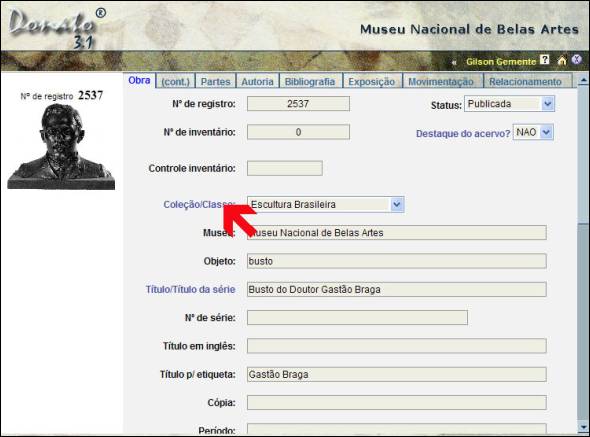 Donato®
3.1
Museu Nacional de Belas Artes
« Gilson Gemente ?
Obra (cont.) Partes Autoria Bibliografia Exposição Movimentação Relacionamento
Nº de registro 2537
Nº de registro: 2537 Status: Publicada
Nº de inventário: 0 Destaque do acervo? NAO
Controle inventário:
Coleção/Classe: Escultura Brasileira
Museu: Museu Nacional de Belas Artes
Objeto: busto
Título/Título da série Busto do Doutor Gastão Braga
Nº de série:
Título em inglês:
Título p/ etiqueta: Gastão Braga
Cópia:
Período: